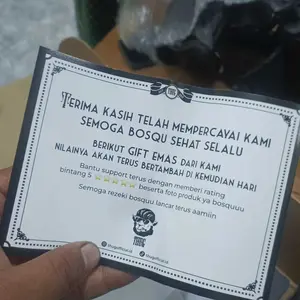 TERIMA KASIH TELAH MEMPERCAYAI KAMI
SEMOGA BOSQU SEHAT SELALU
BERIKUT GIFT EMAS DARI KAMI
NILAINYA AKAN TERUS BERTAMBAH DI KEMUDIAN HARI
Bantu support terus dengan memberi rating
bintang 5 ⭐⭐⭐⭐⭐ beserta foto produk ya bosquuu
Semoga rezeki bosquu lancar terus aamiin